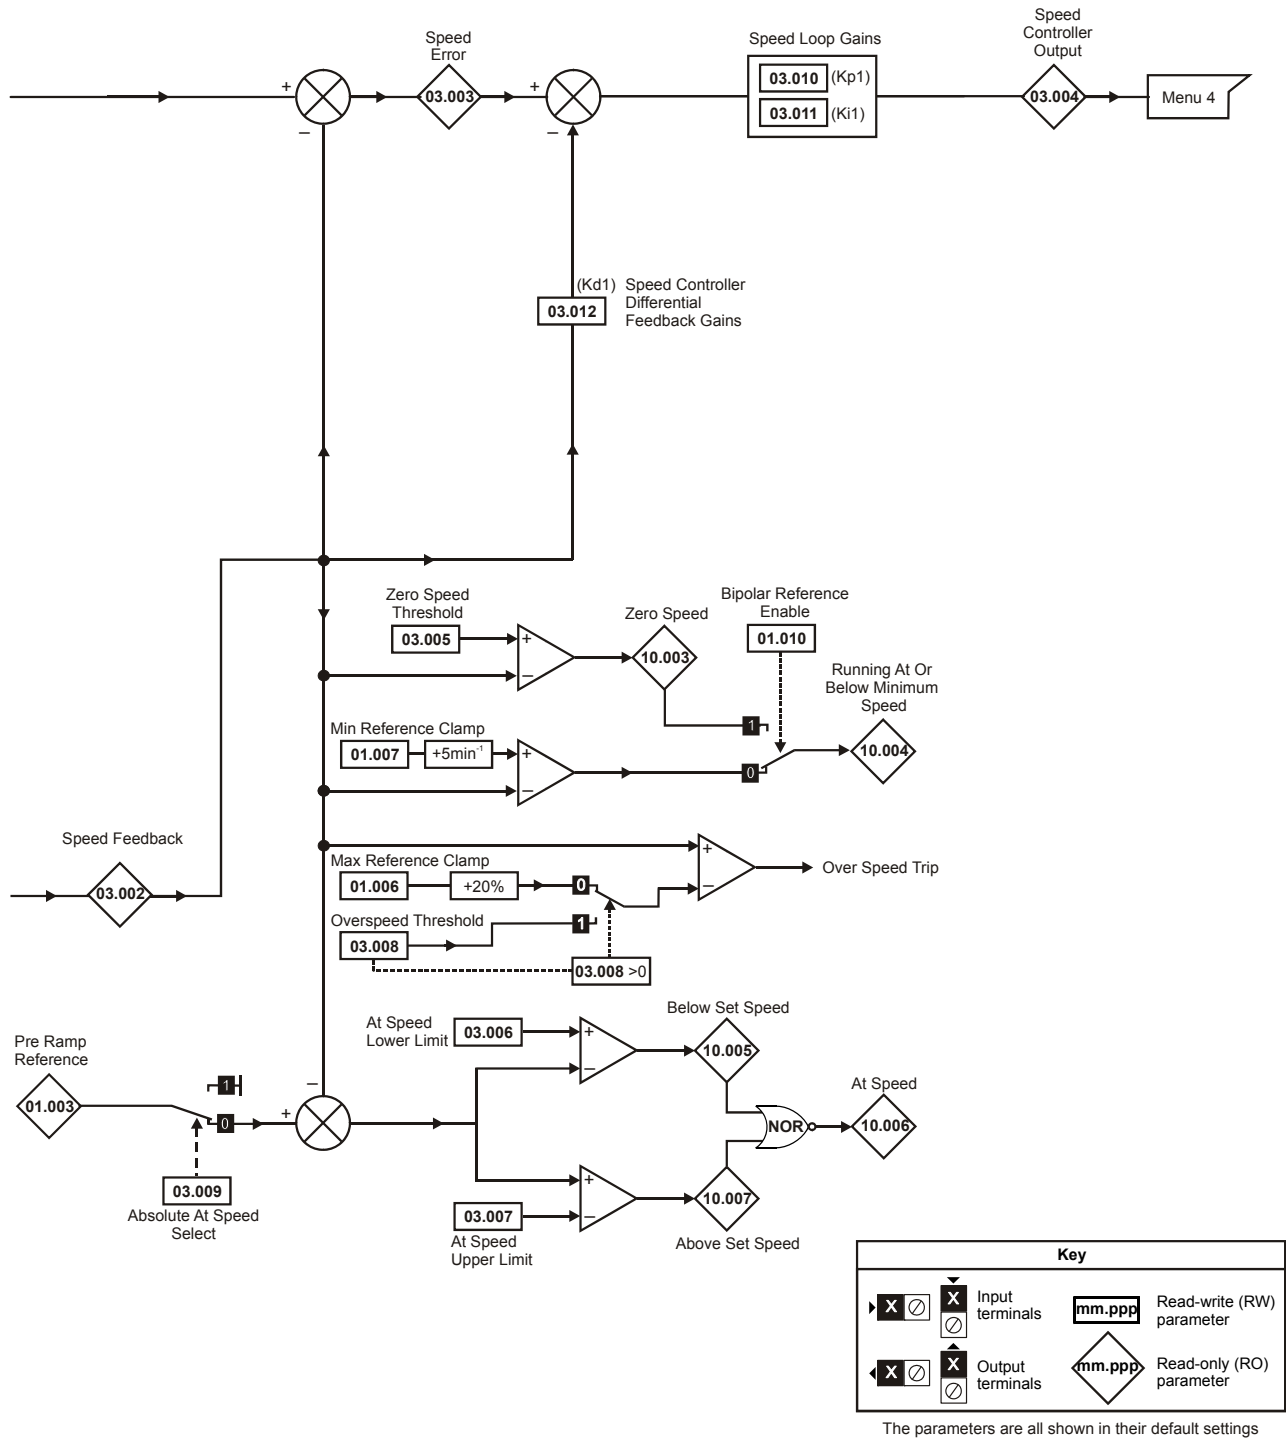 Speed
Error
+
–
03.003
+
–
Speed Loop Gains
03.010 (Kp1)
03.011 (Ki1)
Speed
Controller
Output
03.004
Menu 4
(Kd1) Speed Controller
Differential
Feedback Gains
03.012
Zero Speed
Threshold
03.005
+
–
Zero Speed
10.003
Bipolar Reference
Enable
01.010
Running At Or
Below Minimum
Speed
10.004
1
0
Min Reference Clamp
01.007
+5min-1
+
–
Speed Feedback
03.002
Max Reference Clamp
01.006
+20%
0
1
+
–
Over Speed Trip
Overspeed Threshold
03.008
03.008 >0
Pre Ramp
Reference
01.003
1
0
03.009
Absolute At Speed
Select
+
–
At Speed
Lower Limit
03.006
+
–
Below Set Speed
10.005
NOR
At Speed
10.006
03.007
At Speed
Upper Limit
+
–
10.007
Above Set Speed
Key
X
X
Input
terminals
mm.ppp
Read-write (RW)
parameter
X
X
Output
terminals
mm.ppp
Read-only (RO)
parameter
The parameters are all shown in their default settings